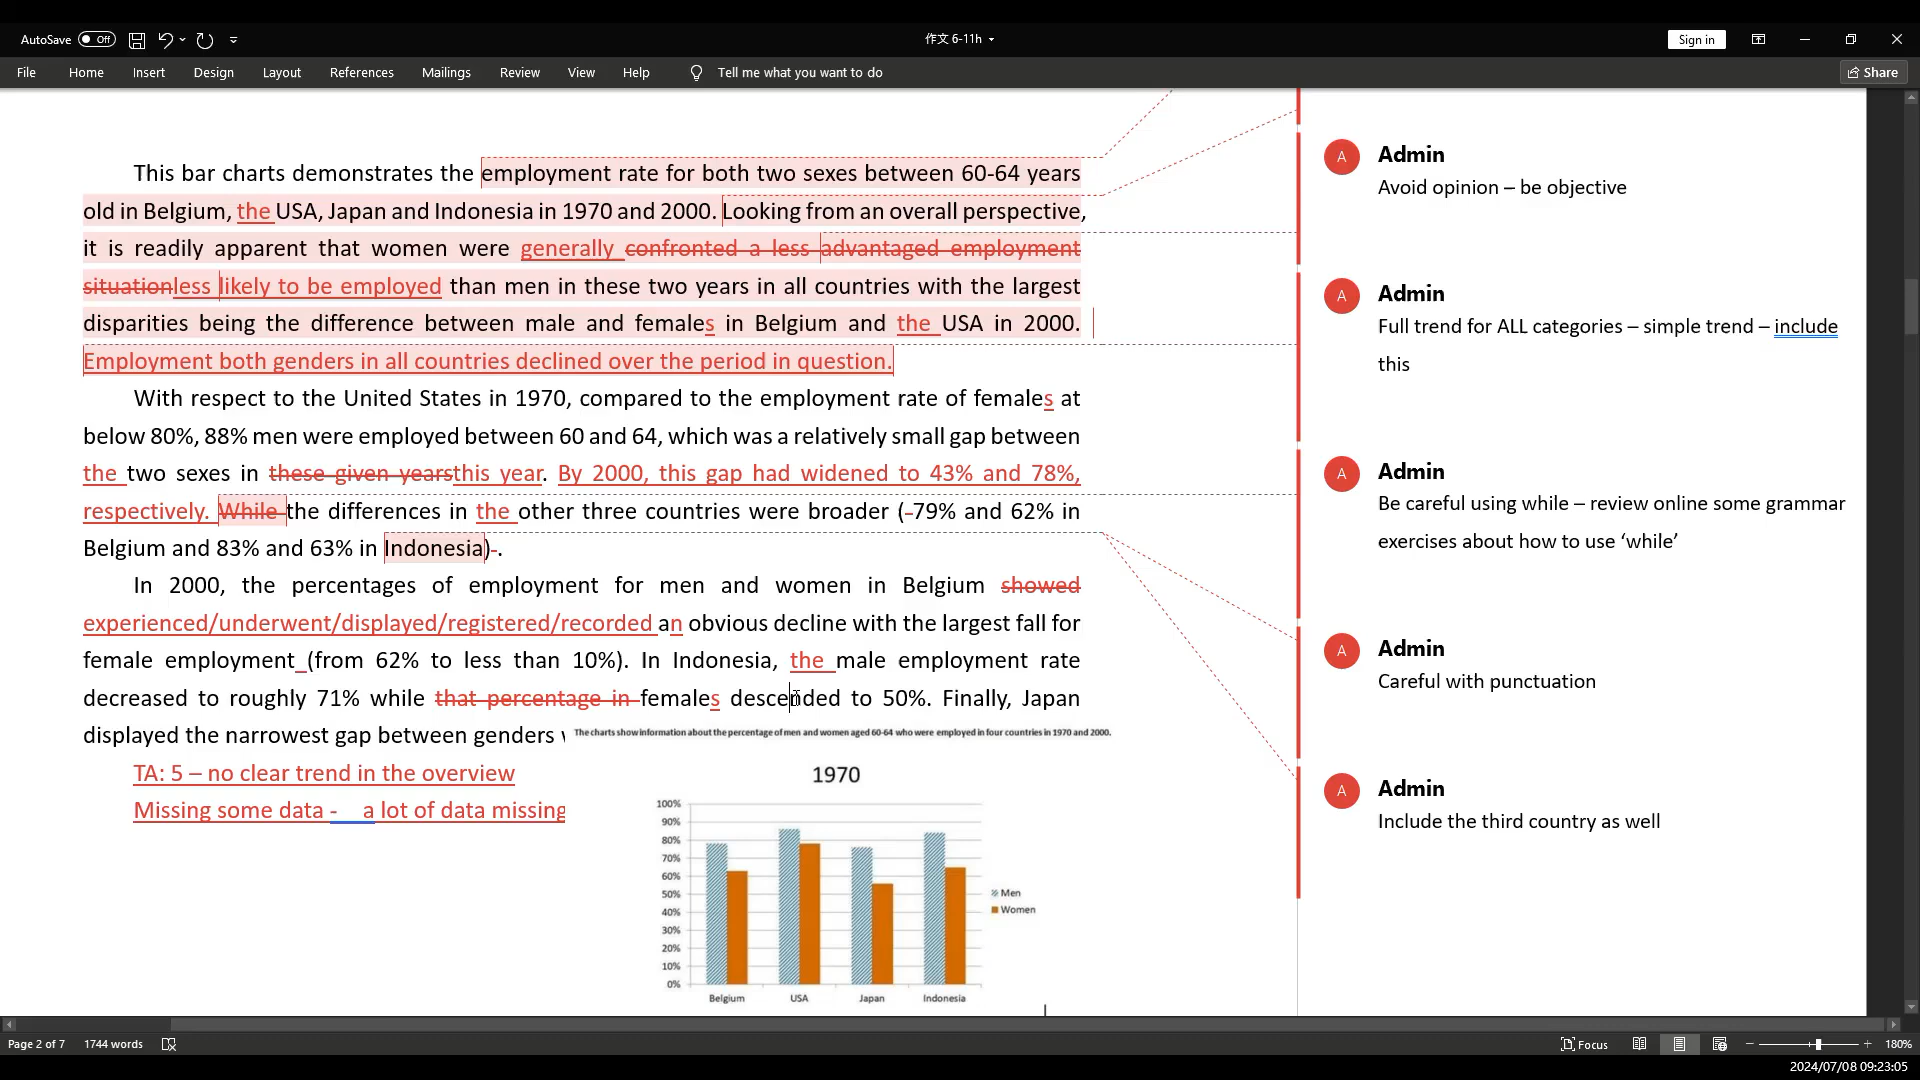 AutoSave Off
作文 6-11h
Sign in
File Home Insert Design Layout References Mailings Review View Help Tell me what you want to do
Share
This bar charts demonstrates the employment rate for both two sexes between 60-64 years
old in Belgium, the USA, Japan and Indonesia in 1970 and 2000. Looking from an overall perspective,
it is readily apparent that women were generally confronted a less advantaged employment
situationless likely to be employed than men in these two years in all countries with the largest
disparities being the difference between male and females in Belgium and the USA in 2000.
Employment both genders in all countries declined over the period in question.
With respect to the United States in 1970, compared to the employment rate of females at
below 80%, 88% men were employed between 60 and 64, which was a relatively small gap between
the two sexes in these given yearsthis year. By 2000, this gap had widened to 43% and 78%,
respectively. While the differences in the other three countries were broader (-79% and 62% in
Belgium and 83% and 63% in Indonesia)-.
In 2000, the percentages of employment for men and women in Belgium showed
experienced/underwent/displayed/registered/recorded an obvious decline with the largest fall for
female employment (from 62% to less than 10%). In Indonesia, the male employment rate
decreased to roughly 71% while that percentage in females descended to 50%. Finally, Japan
displayed the narrowest gap between genders
TA: 5 – no clear trend in the overview
Missing some data - a lot of data missing
The charts show information about the percentage of men and women aged 60-64 who were employed in four countries in 1970 and 2000.
1970
100%
90%
80%
70%
60%
50%
40%
30%
20%
10%
0%
Belgium USA Japan Indonesia
Men
Women
A Admin
Avoid opinion – be objective
A Admin
Full trend for ALL categories – simple trend – include
this
A Admin
Be careful using while – review online some grammar
exercises about how to use ‘while’
A Admin
Careful with punctuation
A Admin
Include the third country as well
Page 2 of 7 1744 words
Focus
180%
2024/07/08 09:23:05